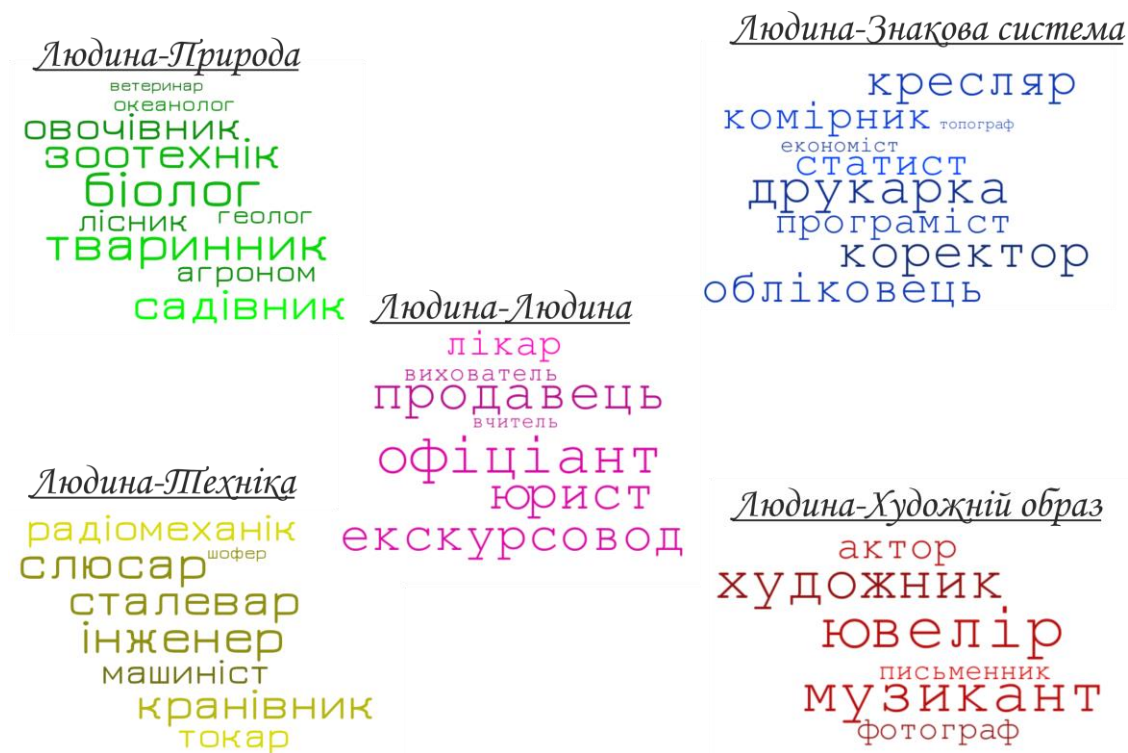 Людина-Природа
ветеринар
океанолог
овочівник
зоотехнік
біолог
лісник геолог
тваринник
агроном
садівник
Людина-Знакова система
кресляр
комірник топограф
економіст
статист
друкарка
програміст
коректор
обліковець
Людина-Людина
лікар
вихователь
продавець
вчитель
офіціант
юрист
екскурсовод
Людина-Техніка
радіомеханік
слюсар шофер
сталевар
інженер
машиніст
кранівник
токар
Людина-Художній образ
актор
художник
ювелір
письменник
музикант
фотограф